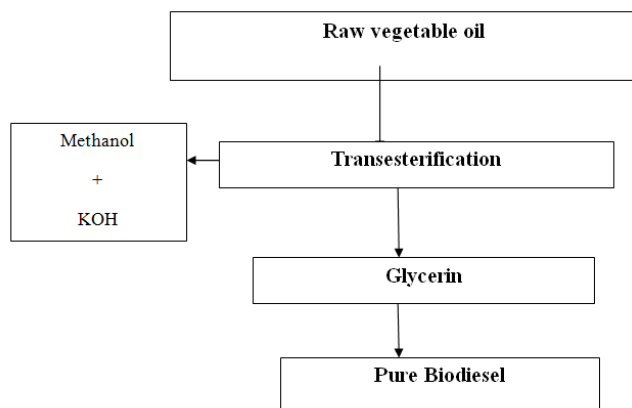 Raw vegetable oil
Methanol
+
KOH
Transesterification
Glycerin
Pure Biodiesel